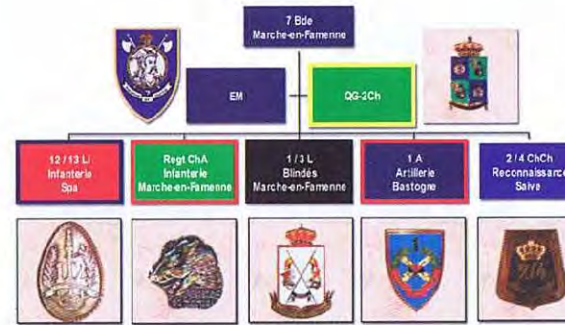 7 Bde
Marche-en-Famenne
EM
QG-2Ch
12 / 13 Li
Infanterie
Spa
Regt ChA
Infanterie
Marche-en-Famenne
1 / 3 L
Blindés
Marche-en-Famenne
1 A
Artillerie
Bastogne
2 / 4 ChCh
Reconnaissance
Saive